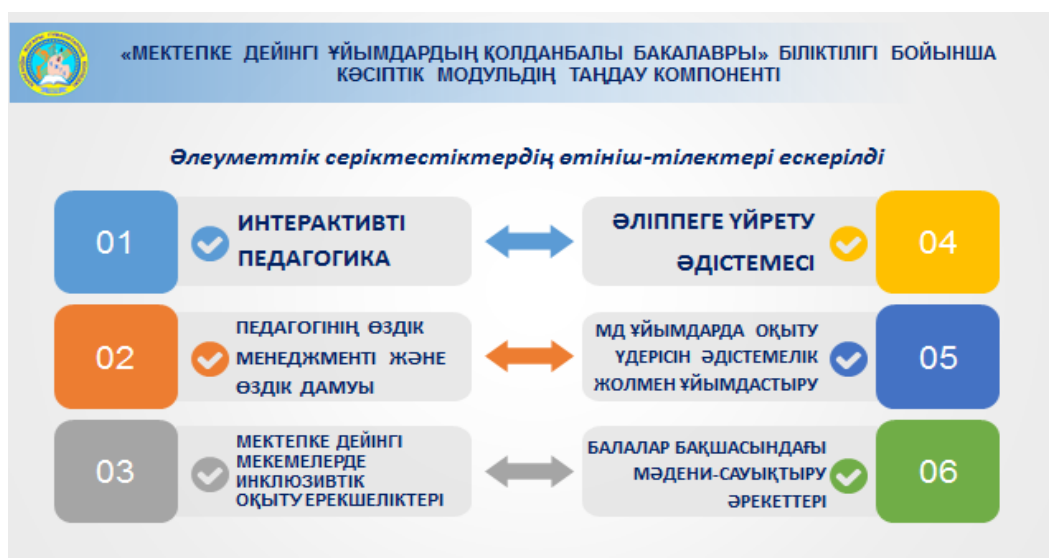 «МЕКТЕПКЕ ДЕЙІНГІ ҰЙЫМДАРДЫҢ ҚОЛДАНБАЛЫ БАКАЛАВРЫ» БІЛІКТІЛІГІ БОЙЫНША
КӘСІПТІК МОДУЛЬДІҢ ТАҢДАУ КОМПОНЕНТІ
Әлеуметтік серіктестіктердің өтініш-тілектері ескерілді
01
ИНТЕРАКТИВТІ
ПЕДАГОГИКА
02
ПЕДАГОГІНІҢ ӨЗДІК
МЕНЕДЖМЕНТІ ЖӘНЕ
ӨЗДІК ДАМУЫ
03
МЕКТЕПКЕ ДЕЙІНГІ
МЕКЕМЕЛЕРДЕ
ИНКЛЮЗИВТІК
ОҚЫТУ ЕРЕКШЕЛІКТЕРІ
ӘЛІППЕГЕ ҮЙРЕТУ
ӘДІСТЕМЕСІ
04
МД ҰЙЫМДАРДА ОҚЫТУ
ҮДЕРІСІН ӘДІСТЕМЕЛІК
ЖОЛМЕН ҰЙЫМДАСТЫРУ
05
БАЛАЛАР БАҚШАСЫНДАҒЫ
МӘДЕНИ-САУЫҚТЫРУ
ӘРЕКЕТТЕРІ
06